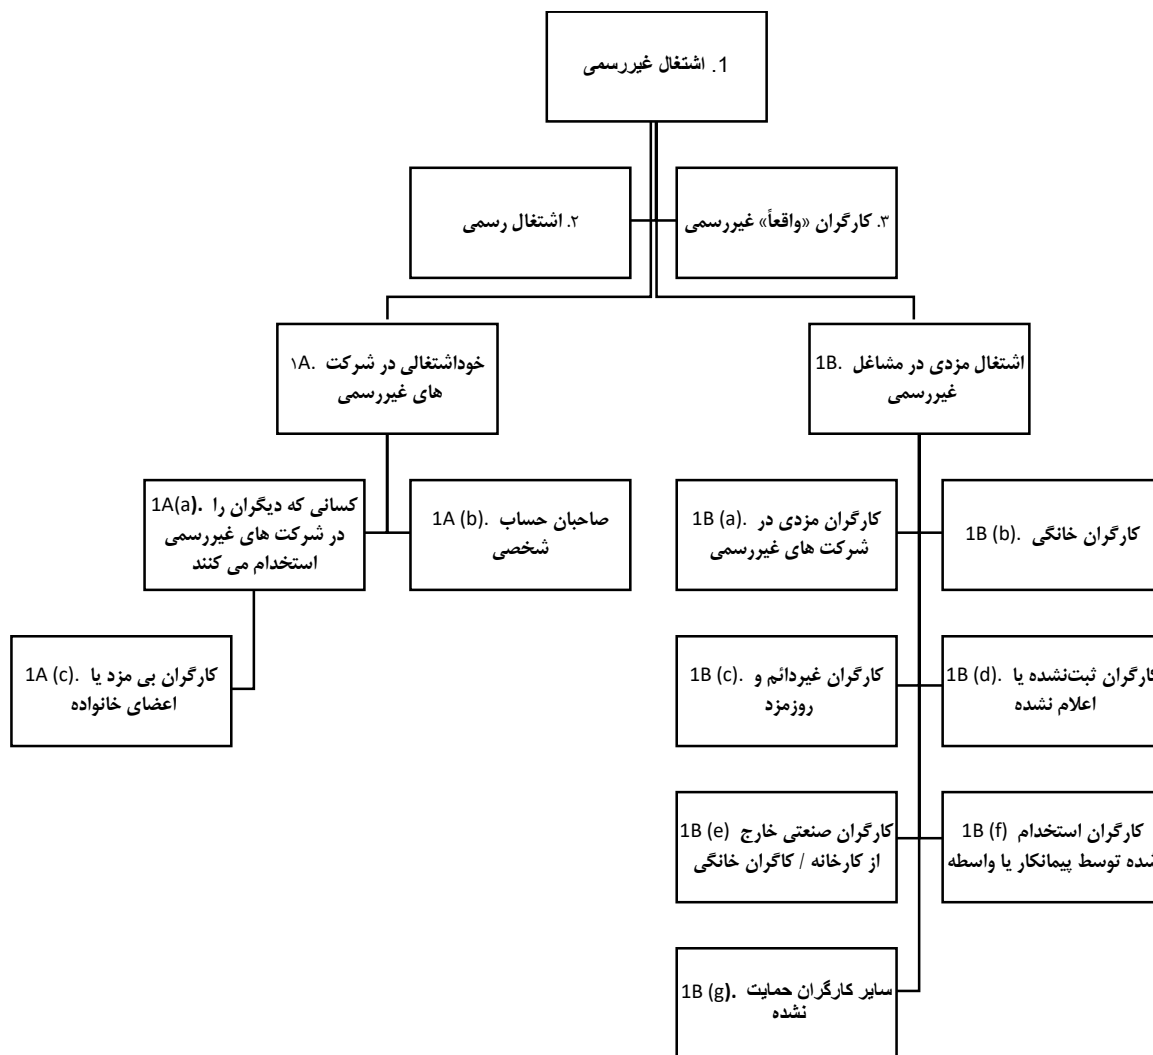 1. اشتغال غیررسمی
۳. کارگران «واقعاً» غیررسمی
۲. اشتغال رسمی
۱A. خوداشتغالی در شرکت
های غیررسمی
1B. اشتغال مزدی در مشاغل
غیررسمی
1A(a). کسانی که دیگران را
در شرکت های غیررسمی
استخدام می کنند
1A (b). صاحبان حساب
شخصی
1B (a). کارگران مزدی در
شرکت های غیررسمی
1B (b). کارگران خانگی
1A (c). کارگران بی مزد یا
اعضای خانواده
1B (c). کارگران غیردائم و
روزمزد
1B (d). کارگران ثبت‌نشده یا
اعلام نشده
1B (e) کارگران صنعتی خارج
از کارخانه / کاگران خانگی
1B (f) کارگران استخدام
شده توسط پیمانکار یا واسطه
1B (g). سایر کارگران حمایت
نشده